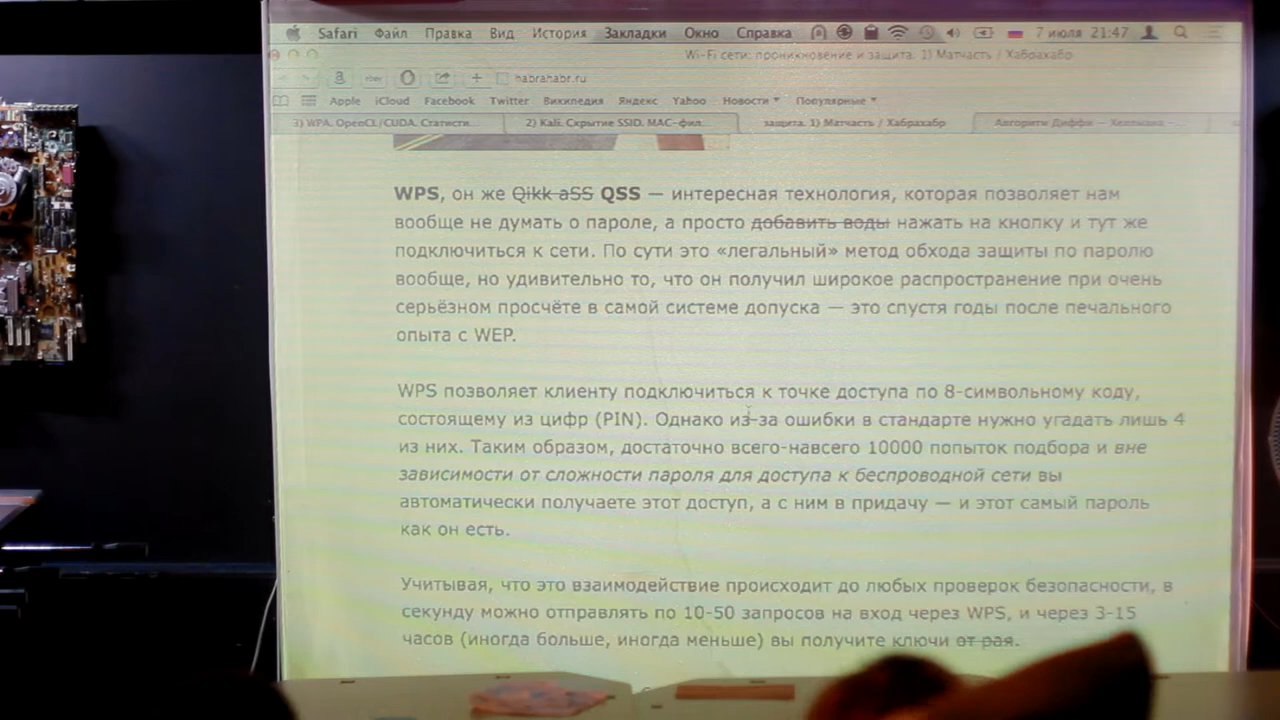 Safari Файл Правка Вид История Закладки Окно Справка 7 июля 21:47
Wi-Fi сети: проникновение и защита. 1) Матчасть / Хабрахабр
habrahabr.ru
Apple iCloud Facebook Twitter Википедия Яндекс Yahoo Новости Популярные
3) WPA. OpenCL/CUDA. Статисти... 2) Kali. Скрытие SSID. MAC-фил... защита. 1) Матчасть / Хабрахабр Алгоритм Диффи — Хеллмана — ...
WPS, он же Qikk aSS QSS — интересная технология, которая позволяет нам
вообще не думать о пароле, а просто добавить воды нажать на кнопку и тут же
подключиться к сети. По сути это «легальный» метод обхода защиты по паролю
вообще, но удивительно то, что он получил широкое распространение при очень
серьёзном просчёте в самой системе допуска — это спустя годы после печального
опыта с WEP.
WPS позволяет клиенту подключиться к точке доступа по 8-символьному коду,
состоящему из цифр (PIN). Однако из-за ошибки в стандарте нужно угадать лишь 4
из них. Таким образом, достаточно всего-навсего 10000 попыток подбора и вне
зависимости от сложности пароля для доступа к беспроводной сети вы
автоматически получаете этот доступ, а с ним в придачу — и этот самый пароль
как он есть.
Учитывая, что это взаимодействие происходит до любых проверок безопасности, в
секунду можно отправлять по 10-50 запросов на вход через WPS, и через 3-15
часов (иногда больше, иногда меньше) вы получите ключи от рая.